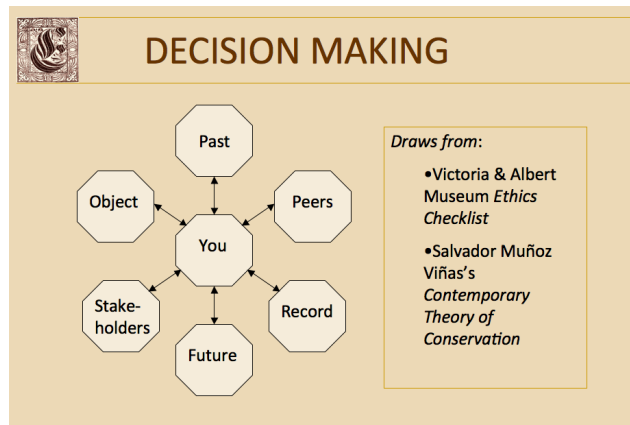 DECISION MAKING
Past
Object
Peers
You
Stake-
holders
Record
Future
Draws from:
•Victoria & Albert
Museum Ethics
Checklist
•Salvador Muñoz
Viñas’s
Contemporary
Theory of
Conservation